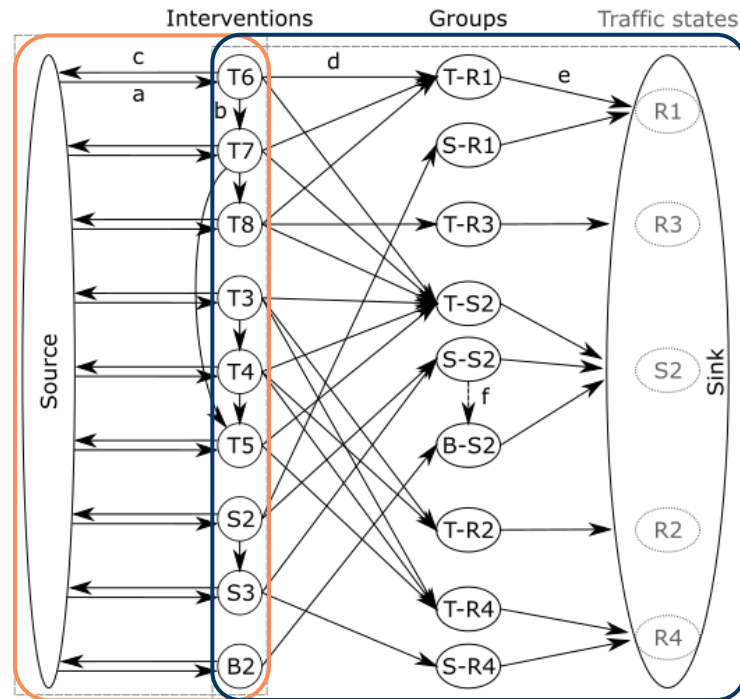 Interventions Groups Traffic states
c
T6 d T-R1 e
a
R1
b
T7 S-R1
T8 T-R3 R3
T3 T-S2
Source T4 S-S2 S2 Sink
f
T5 B-S2
S2 T-R2 R2
S3 T-R4
R4
B2 S-R4